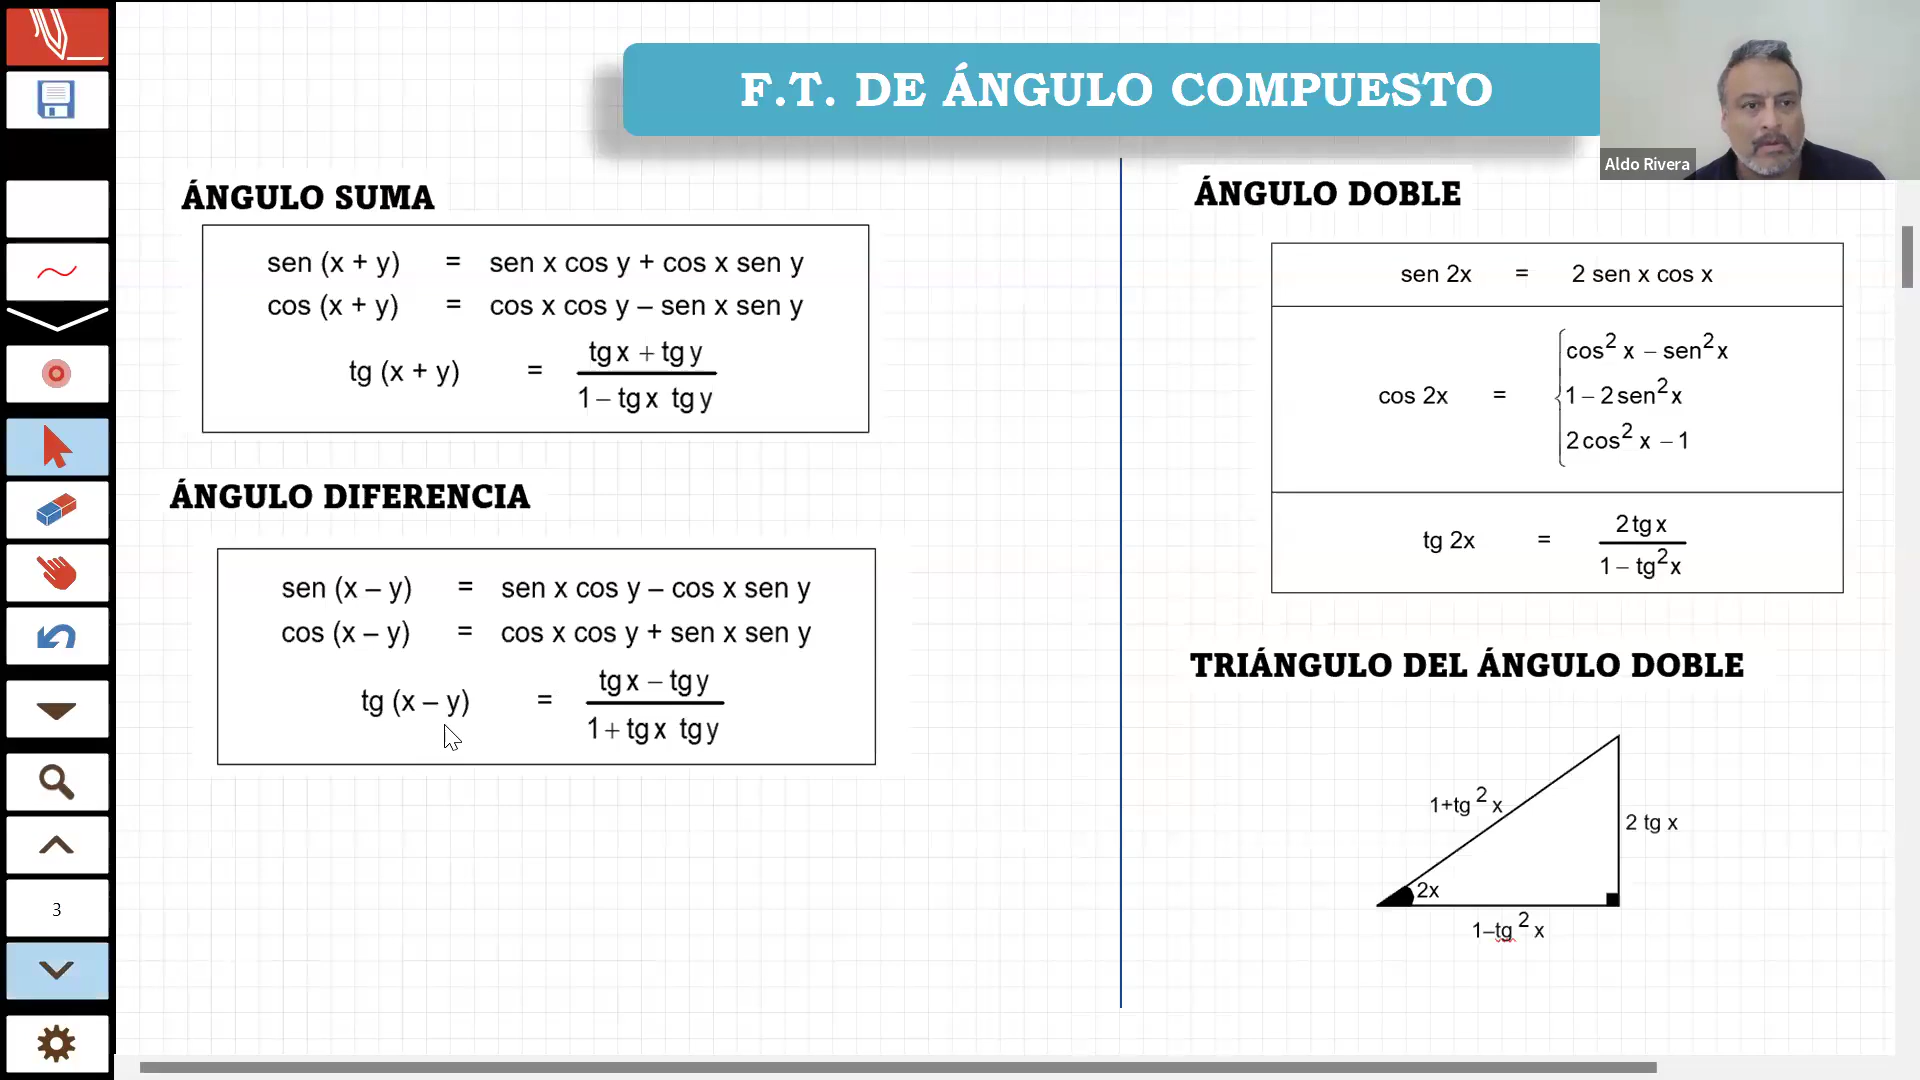 F.T. DE ÁNGULO COMPUESTO
Aldo Rivera
ÁNGULO SUMA
sen (x + y) = sen x cos y + cos x sen y
cos (x + y) = cos x cos y – sen x sen y
tg (x + y) = tg x + tg y
1 – tg x tg y
ÁNGULO DIFERENCIA
sen (x – y) = sen x cos y – cos x sen y
cos (x – y) = cos x cos y + sen x sen y
tg (x – y) = tg x – tg y
1 + tg x tg y
ÁNGULO DOBLE
sen 2x = 2 sen x cos x
cos² x – sen² x
cos 2x = 1 – 2 sen² x
2 cos² x – 1
tg 2x = 2 tg x
1 – tg² x
TRIÁNGULO DEL ÁNGULO DOBLE
1+tg ² x
2 tg x
2x
1–tg ² x
3